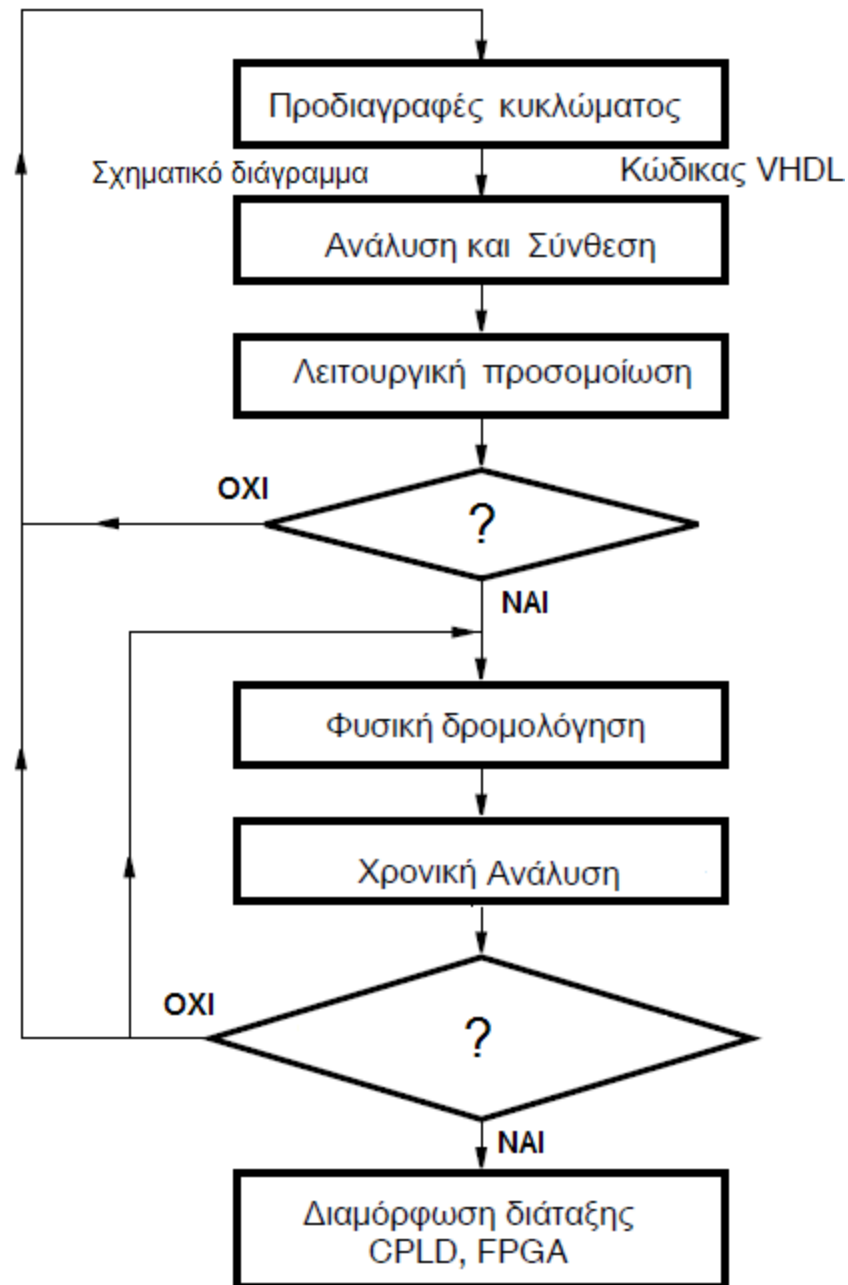 Προδιαγραφές κυκλώματος
Σχηματικό διάγραμμα
Κώδικας VHDL
Ανάλυση και Σύνθεση
Λειτουργική προσομοίωση
ΟΧΙ
?
ΝΑΙ
Φυσική δρομολόγηση
Χρονική Ανάλυση
ΟΧΙ
?
ΝΑΙ
Διαμόρφωση διάταξης
CPLD, FPGA